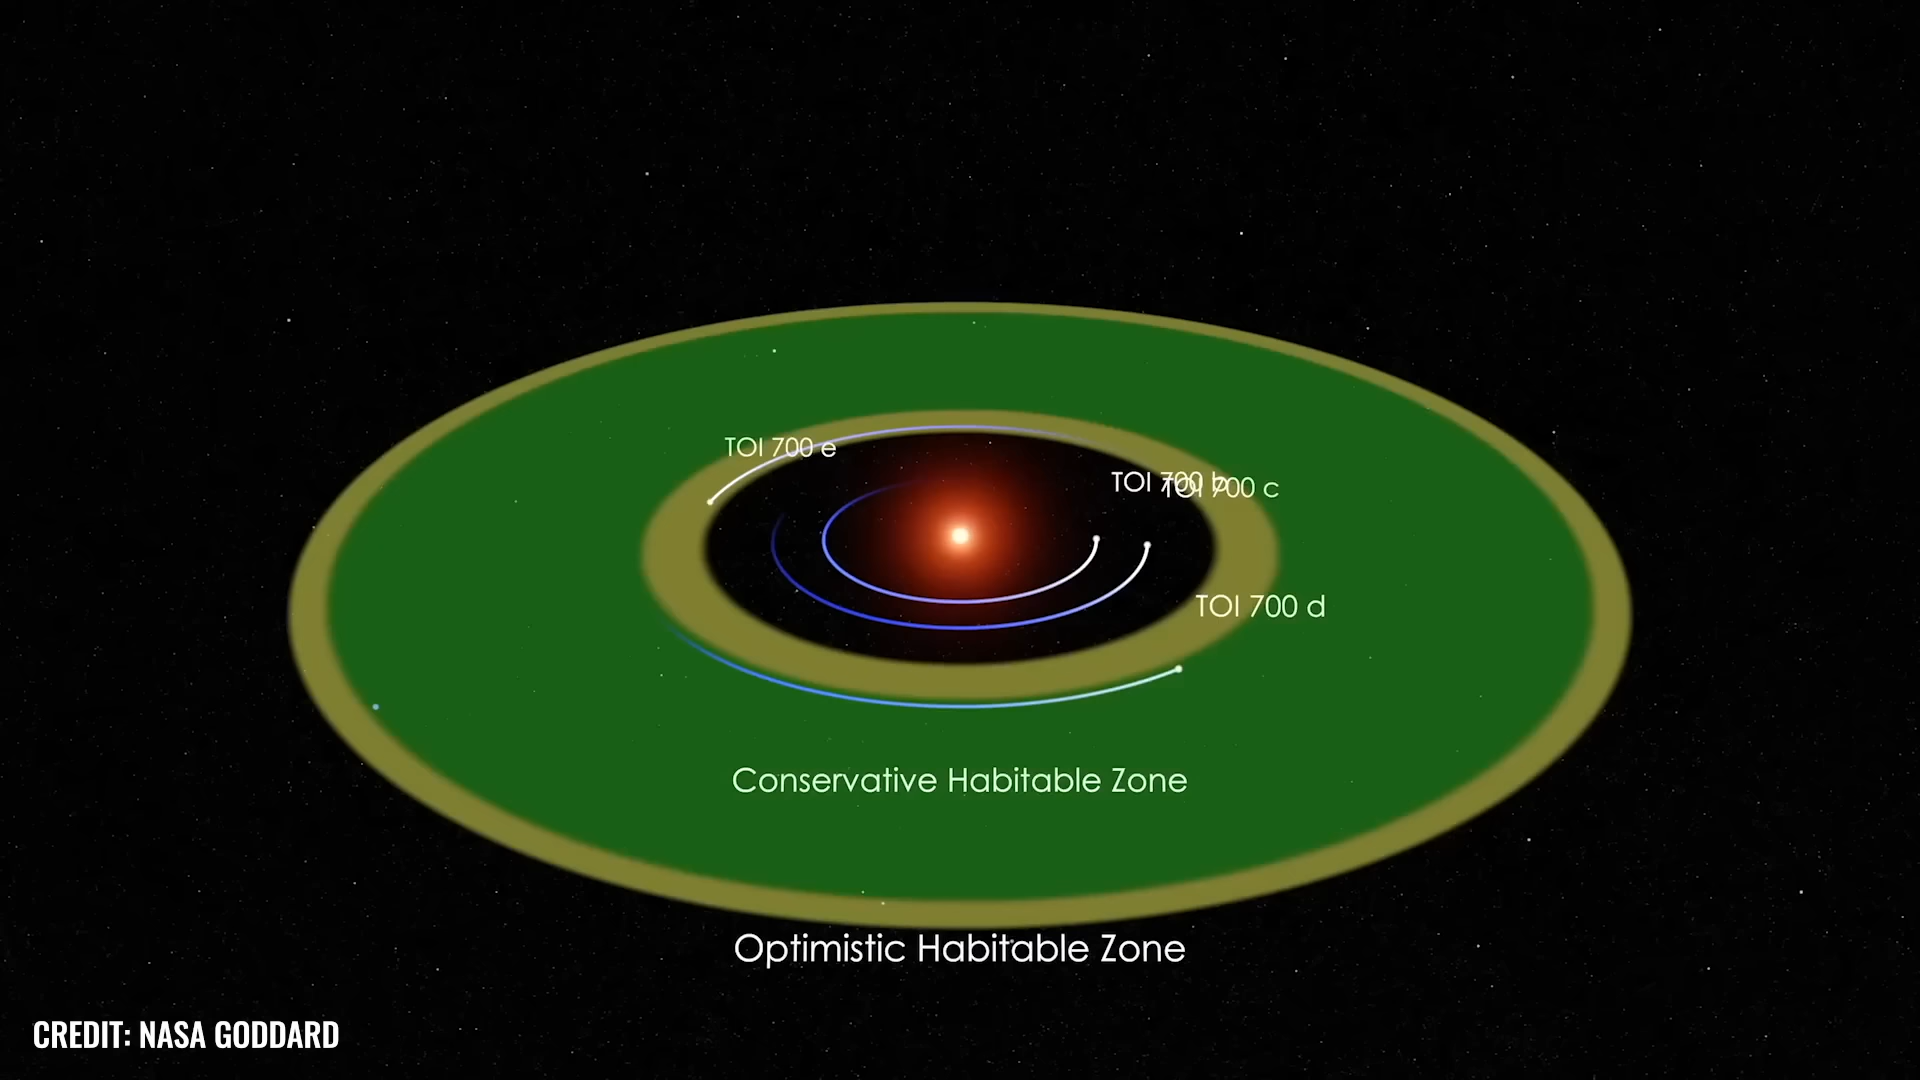 TOI 700 e
TOI 700 b
TOI 700 c
TOI 700 d
Conservative Habitable Zone
Optimistic Habitable Zone
CREDIT: NASA GODDARD